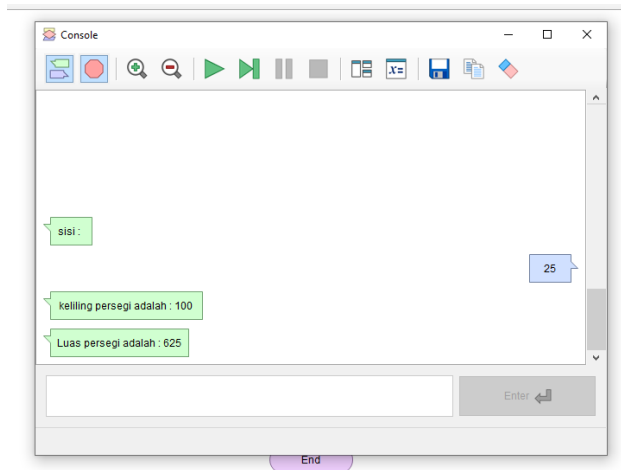 Console
x=
sisi :
25
keliling persegi adalah : 100
Luas persegi adalah : 625
Enter
End